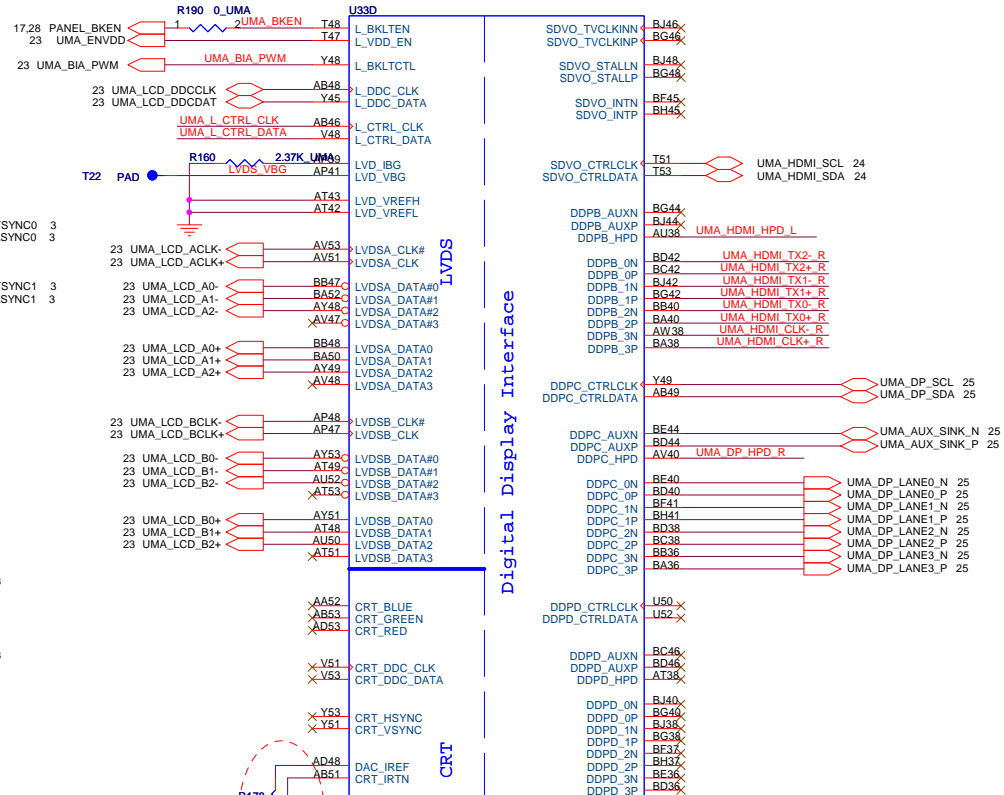 R190 0_UMA
U33D
17,28 PANEL_BKEN 1 2 UMA_BKEN T48 L_BKLTEN
23 UMA_ENVDD T47 L_VDD_EN
23 UMA_BIA_PWM UMA_BIA_PWM Y48 L_BKLTCTL
23 UMA_LCD_DDCCLK AB48 L_DDC_CLK
23 UMA_LCD_DDCDAT Y45 L_DDC_DATA
UMA_L_CTRL_CLK AB46 L_CTRL_CLK
UMA_L_CTRL_DATA V48 L_CTRL_DATA
R160 2.37K_UMA AP39 LVD_IBG
T22 PAD LVDS_VBG AP41 LVD_VBG
AT43 LVD_VREFH
AT42 LVD_VREFL
YSYNC0 3
SYNC0 3
23 UMA_LCD_ACLK- AV53 LVDSA_CLK#
23 UMA_LCD_ACLK+ AV51 LVDSA_CLK
YSYNC1 3
SYNC1 3
23 UMA_LCD_A0- BB47 LVDSA_DATA#0
23 UMA_LCD_A1- BA52 LVDSA_DATA#1
23 UMA_LCD_A2- AY48 LVDSA_DATA#2
AV47 LVDSA_DATA#3
23 UMA_LCD_A0+ BB48 LVDSA_DATA0
23 UMA_LCD_A1+ BA50 LVDSA_DATA1
23 UMA_LCD_A2+ AY49 LVDSA_DATA2
AV48 LVDSA_DATA3
23 UMA_LCD_BCLK- AP48 LVDSB_CLK#
23 UMA_LCD_BCLK+ AP47 LVDSB_CLK
23 UMA_LCD_B0- AY53 LVDSB_DATA#0
23 UMA_LCD_B1- AT49 LVDSB_DATA#1
23 UMA_LCD_B2- AU52 LVDSB_DATA#2
AT53 LVDSB_DATA#3
23 UMA_LCD_B0+ AY51 LVDSB_DATA0
23 UMA_LCD_B1+ AT48 LVDSB_DATA1
23 UMA_LCD_B2+ AU50 LVDSB_DATA2
AT51 LVDSB_DATA3
AA52 CRT_BLUE
AB53 CRT_GREEN
AD53 CRT_RED
V51 CRT_DDC_CLK
V53 CRT_DDC_DATA
Y53 CRT_HSYNC
Y51 CRT_VSYNC
AD48 DAC_IREF
AB51 CRT_IRTN
R178
LVDS
CRT
Digital Display Interface
SDVO_TVCLKINN BJ46
SDVO_TVCLKINP BG46
SDVO_STALLN BJ48
SDVO_STALLP BG48
SDVO_INTN BF45
SDVO_INTP BH45
SDVO_CTRLCLK T51 UMA_HDMI_SCL 24
SDVO_CTRLDATA T53 UMA_HDMI_SDA 24
DDPB_AUXN BG44
DDPB_AUXP BJ44
DDPB_HPD AU38 UMA_HDMI_HPD_L
DDPB_0N BD42 UMA_HDMI_TX2-_R
DDPB_0P BC42 UMA_HDMI_TX2+_R
DDPB_1N BJ42 UMA_HDMI_TX1-_R
DDPB_1P BG42 UMA_HDMI_TX1+_R
DDPB_2N BB40 UMA_HDMI_TX0-_R
DDPB_2P BA40 UMA_HDMI_TX0+_R
DDPB_3N AW38 UMA_HDMI_CLK-_R
DDPB_3P BA38 UMA_HDMI_CLK+_R
DDPC_CTRLCLK Y49 UMA_DP_SCL 25
DDPC_CTRLDATA AB49 UMA_DP_SDA 25
DDPC_AUXN BE44 UMA_AUX_SINK_N 25
DDPC_AUXP BD44 UMA_AUX_SINK_P 25
DDPC_HPD AV40 UMA_DP_HPD_R
DDPC_0N BF40 UMA_DP_LANE0_N 25
DDPC_0P BD40 UMA_DP_LANE0_P 25
DDPC_1N BF41 UMA_DP_LANE1_N 25
DDPC_1P BH41 UMA_DP_LANE1_P 25
DDPC_2N BD38 UMA_DP_LANE2_N 25
DDPC_2P BC38 UMA_DP_LANE2_P 25
DDPC_3N BB36 UMA_DP_LANE3_N 25
DDPC_3P BA36 UMA_DP_LANE3_P 25
DDPD_CTRLCLK U50
DDPD_CTRLDATA U52
DDPD_AUXN BC46
DDPD_AUXP BD46
DDPD_HPD AT38
DDPD_0N BJ40
DDPD_0P BG40
DDPD_1N BJ38
DDPD_1P BG38
DDPD_2N BF37
DDPD_2P BH37
DDPD_3N BE36
DDPD_3P BD36